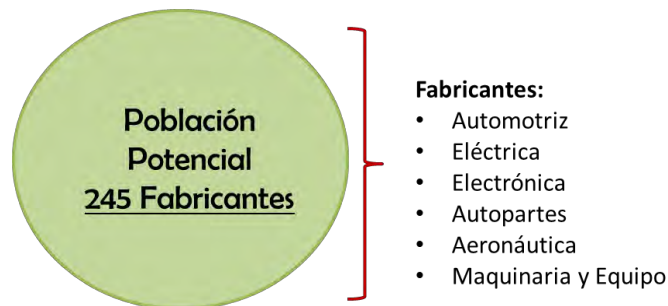 Población
Potencial
245 Fabricantes
Fabricantes:
• Automotriz
• Eléctrica
• Electrónica
• Autopartes
• Aeronáutica
• Maquinaria y Equipo